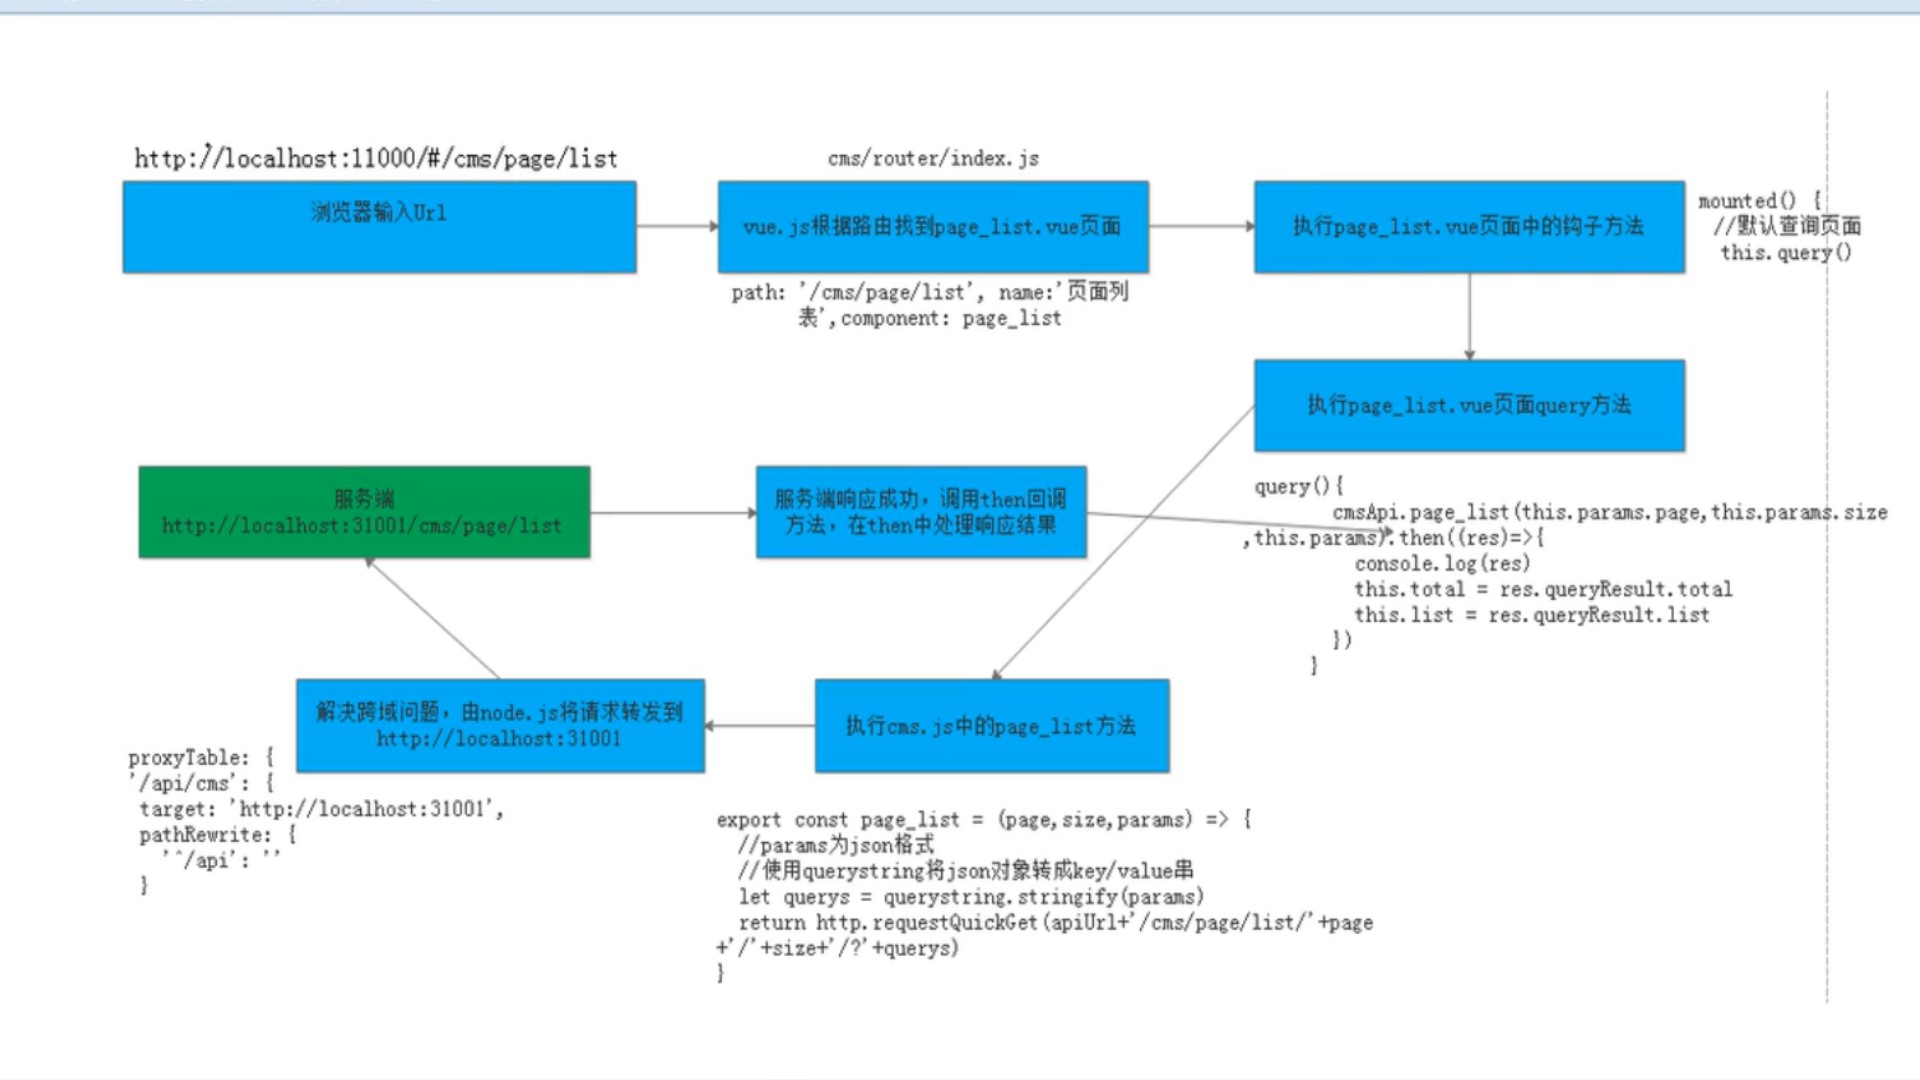 http://localhost:11000/#/cms/page/list
浏览器输入Url
cms/router/index.js
vue.js根据路由找到page_list.vue页面
path: '/cms/page/list', name:'页面列
表',component: page_list
执行page_list.vue页面中的钩子方法
mounted() {
//默认查询页面
this.query()
执行page_list.vue页面query方法
query(){
cmsApi.page_list(this.params.page,this.params.size
,this.params).then((res)=>{
console.log(res)
this.total = res.queryResult.total
this.list = res.queryResult.list
})
}
服务端
http://localhost:31001/cms/page/list
服务端响应成功，调用then回调
方法，在then中处理响应结果
解决跨域问题，由node.js将请求转发到
http://localhost:31001
执行cms.js中的page_list方法
proxyTable: {
'/api/cms': {
target: 'http://localhost:31001',
pathRewrite: {
'^/api': ''
}
export const page_list = (page,size,params) => {
//params为json格式
//使用querystring将json对象转成key/value串
let querys = querystring.stringify(params)
return http.requestQuickGet(apiUrl+'/cms/page/list/'+page
+'/'+size+'/?'+querys)
}